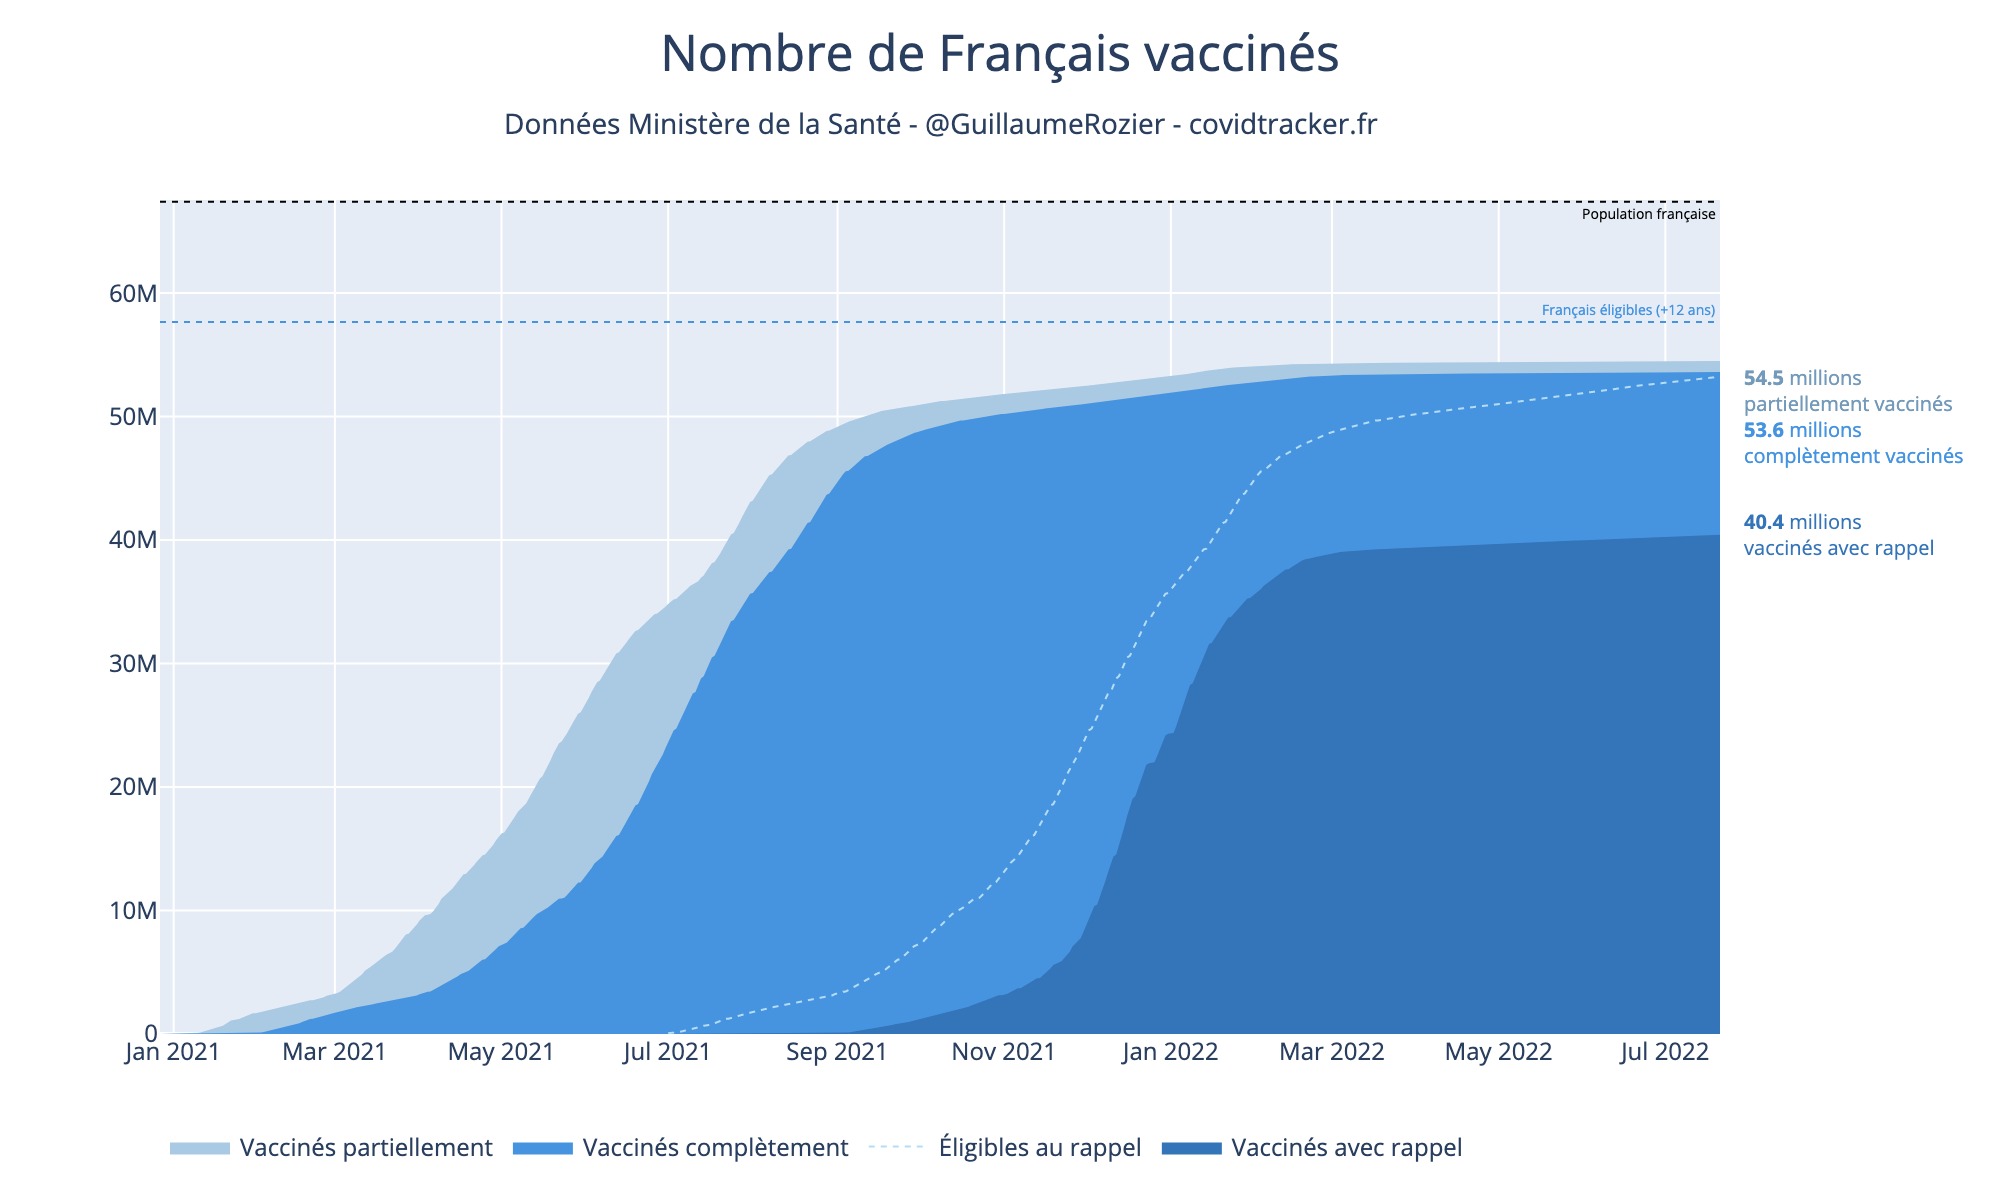 Nombre de Français vaccinés
Données Ministère de la Santé - @GuillaumeRozier - covidtracker.fr
Population française
60M
Français éligibles (+12 ans)
50M
40M
30M
20M
10M
0
54.5 millions
partiellement vaccinés
53.6 millions
complètement vaccinés
40.4 millions
vaccinés avec rappel
Jan 2021
Mar 2021
May 2021
Jul 2021
Sep 2021
Nov 2021
Jan 2022
Mar 2022
May 2022
Jul 2022
Vaccinés partiellement
Vaccinés complètement
Éligibles au rappel
Vaccinés avec rappel